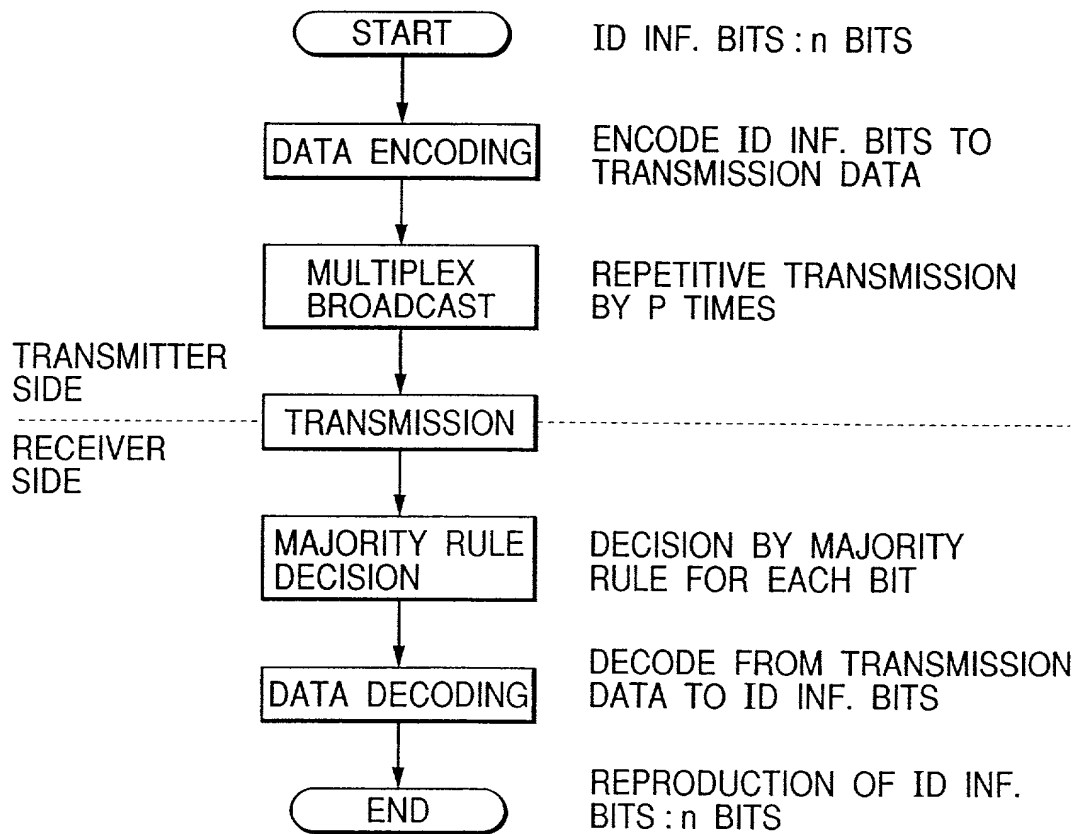 START
ID INF. BITS : n BITS
DATA ENCODING
ENCODE ID INF. BITS TO
TRANSMISSION DATA
MULTIPLEX
BROADCAST
REPETITIVE TRANSMISSION
BY P TIMES
TRANSMITTER
SIDE
TRANSMISSION
RECEIVER
SIDE
MAJORITY RULE
DECISION
DECISION BY MAJORITY
RULE FOR EACH BIT
DATA DECODING
DECODE FROM TRANSMISSION
DATA TO ID INF. BITS
END
REPRODUCTION OF ID INF.
BITS : n BITS